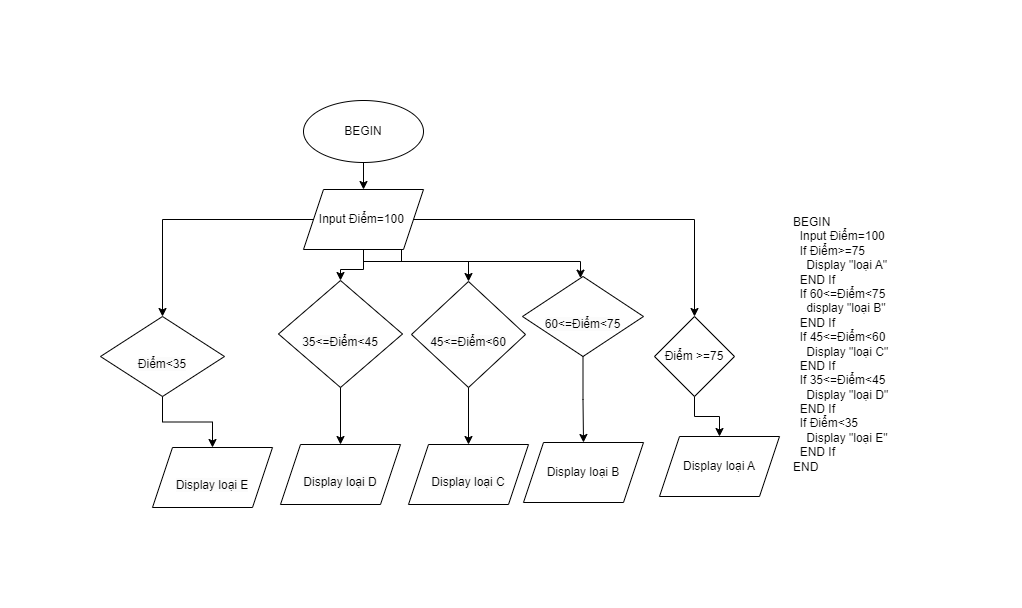 BEGIN
Input Điểm=100
Điểm<35
35<=Điểm<45
45<=Điểm<60
60<=Điểm<75
Điểm >=75
Display loại E
Display loại D
Display loại C
Display loại B
Display loại A
BEGIN
Input Điểm=100
If Điểm>=75
Display "loại A"
END If
If 60<=Điểm<75
display "loại B"
END If
If 45<=Điểm<60
Display "loại C"
END If
If 35<=Điểm<45
Display "loại D"
END If
If Điểm<35
Display "loại E"
END If
END